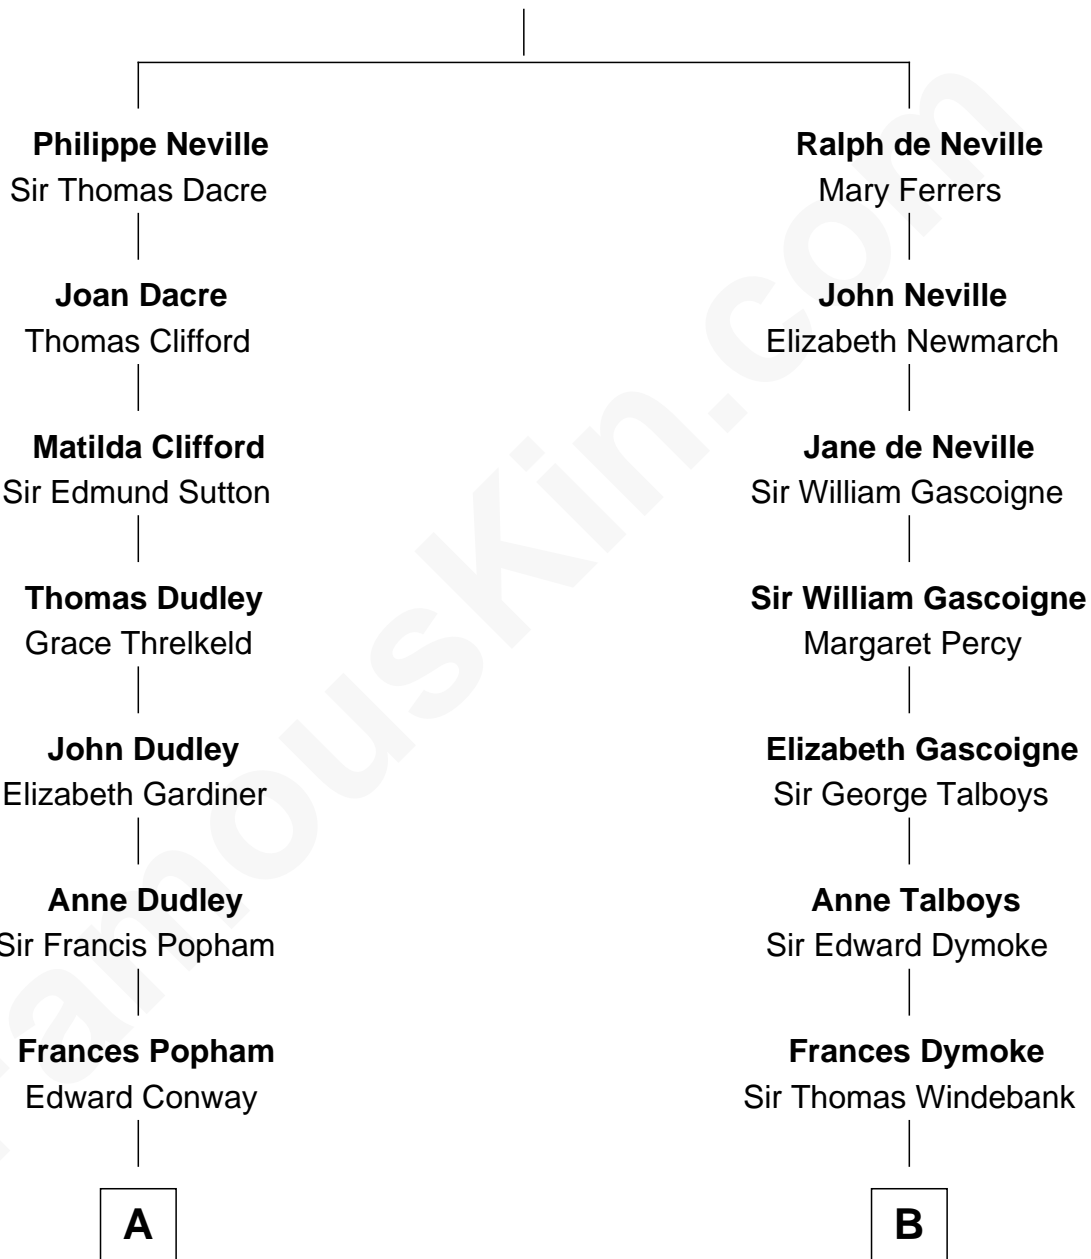 Philippe Neville
Sir Thomas Dacre
Joan Dacre
Thomas Clifford
Matilda Clifford
Sir Edmund Sutton
Thomas Dudley
Grace Threlkeld
John Dudley
Elizabeth Gardiner
Anne Dudley
Sir Francis Popham
Frances Popham
Edward Conway
A
Ralph de Neville
Mary Ferrers
John Neville
Elizabeth Newmarch
Jane de Neville
Sir William Gascoigne
Sir William Gascoigne
Margaret Percy
Elizabeth Gascoigne
Sir George Talboys
Anne Talboys
Sir Edward Dymoke
Frances Dymoke
Sir Thomas Windebank
B
FamousKin.com